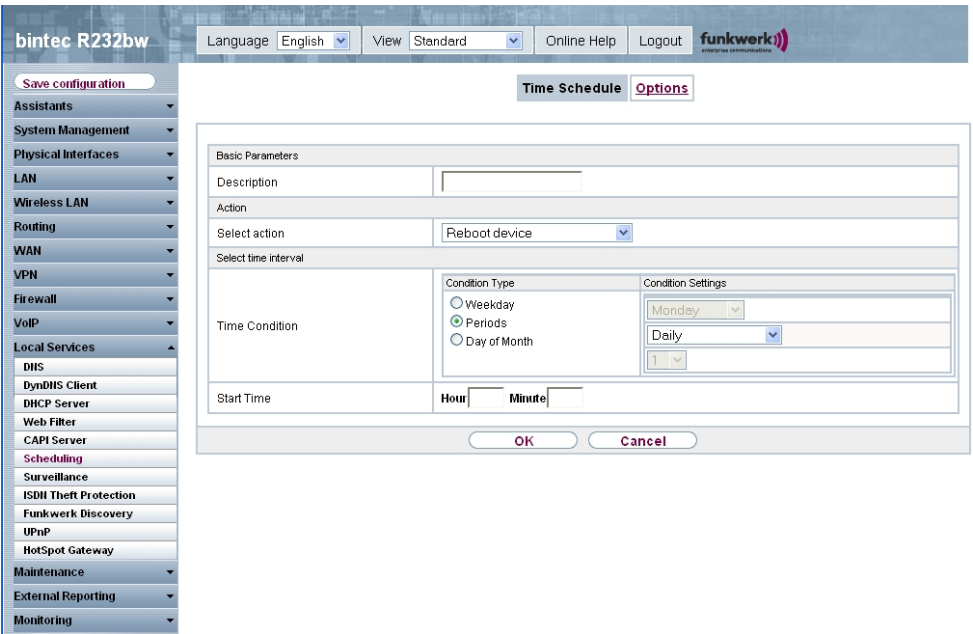 bintec R232bw
Language English View Standard Online Help Logout funkwerk
enterprise communications
Save configuration
Assistants
System Management
Physical Interfaces
LAN
Wireless LAN
Routing
WAN
VPN
Firewall
VoIP
Local Services
DNS
DynDNS Client
DHCP Server
Web Filter
CAPI Server
Scheduling
Surveillance
ISDN Theft Protection
Funkwerk Discovery
UPnP
HotSpot Gateway
Maintenance
External Reporting
Monitoring
Time Schedule Options
Basic Parameters
Description
Action
Select action Reboot device
Select time interval
Time Condition
Condition Type Condition Settings
Weekday Monday
Periods Daily
Day of Month 1
Start Time Hour Minute
OK Cancel